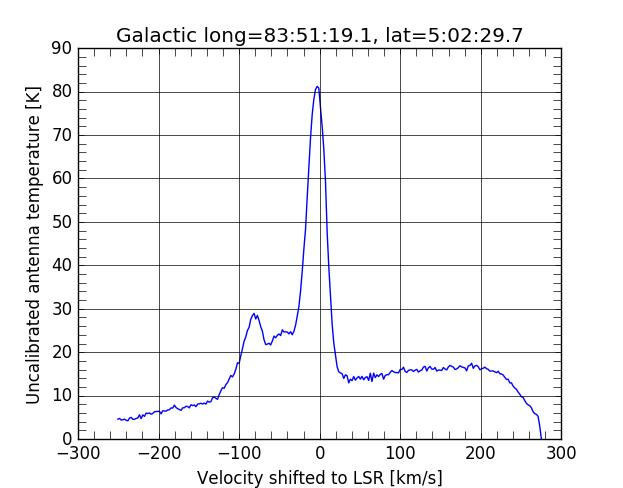 Galactic long=83:51:19.1, lat=5:02:29.7
Uncalibrated antenna temperature [K]
90
80
70
60
50
40
30
20
10
0
−300 −200 −100 0 100 200 300
Velocity shifted to LSR [km/s]